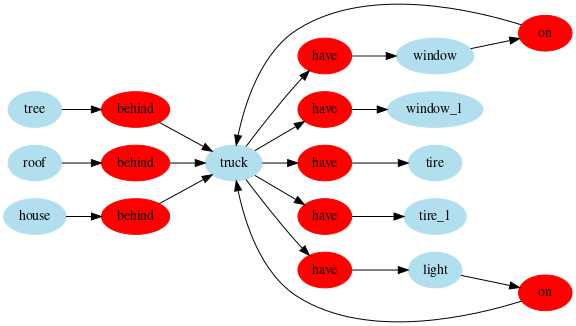 on
have
window
tree
behind
have
window_1
roof
behind
truck
have
tire
house
behind
have
tire_1
have
light
on